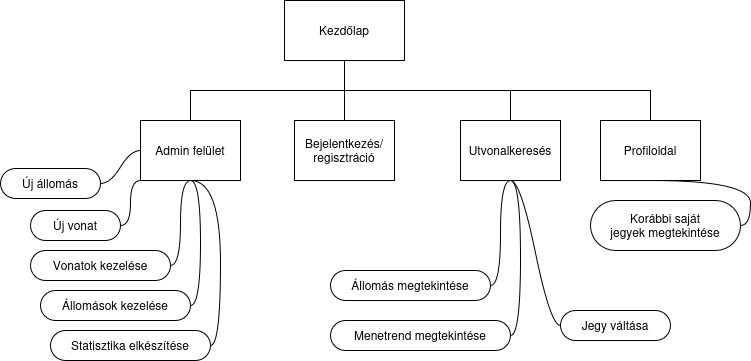 Kezdőlap
Admin felület
Bejelentkezés/
regisztráció
Utvonalkeresés
Profiloldal
Új állomás
Új vonat
Vonatok kezelése
Állomások kezelése
Statisztika elkészítése
Állomás megtekintése
Menetrend megtekintése
Jegy váltása
Korábbi saját
jegyek megtekintése